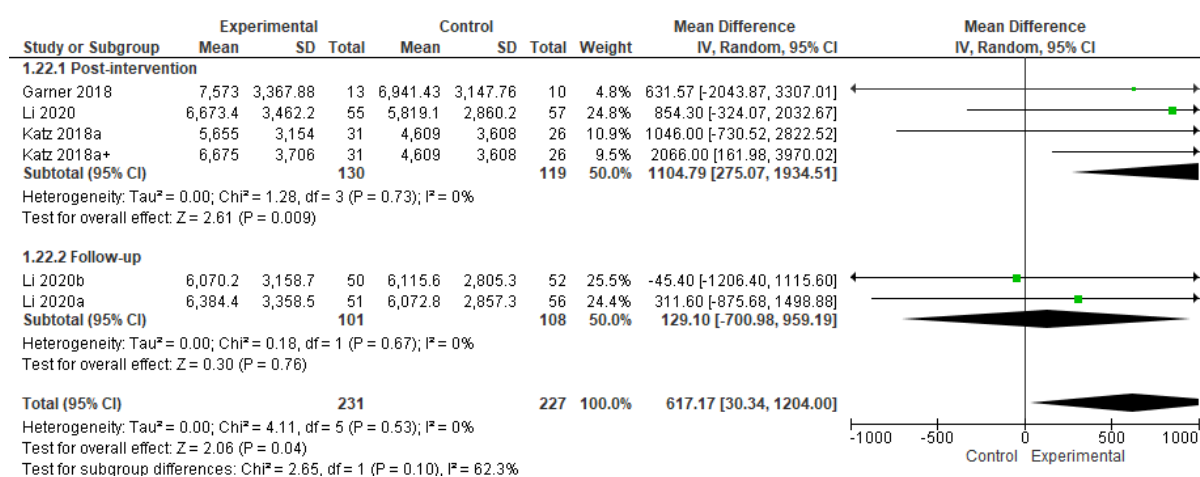 Experimental Control Mean Difference Mean Difference
Study or Subgroup Mean SD Total Mean SD Total Weight IV, Random, 95% CI IV, Random, 95% CI
1.22.1 Post-intervention
Garner 2018 7,573 3,367.88 13 6,941.43 3,147.76 10 4.8% 631.57 [-2043.87, 3307.01]
Li 2020 6,673.4 3,462.2 55 5,819.1 2,860.2 57 24.8% 854.30 [-324.07, 2032.67]
Katz 2018a 5,655 3,154 31 4,609 3,608 26 10.9% 1046.00 [-730.52, 2822.52]
Katz 2018a+ 6,675 3,706 31 4,609 3,608 26 9.5% 2066.00 [161.98, 3970.02]
Subtotal (95% CI) 130 119 50.0% 1104.79 [275.07, 1934.51]
Heterogeneity: Tau² = 0.00; Chi² = 1.28, df = 3 (P = 0.73); I² = 0%
Test for overall effect: Z = 2.61 (P = 0.009)
1.22.2 Follow-up
Li 2020b 6,070.2 3,158.7 50 6,115.6 2,805.3 52 25.5% -45.40 [-1206.40, 1115.60]
Li 2020a 6,384.4 3,358.5 51 6,072.8 2,857.3 56 24.4% 311.60 [-875.68, 1498.88]
Subtotal (95% CI) 101 108 50.0% 129.10 [-700.98, 959.19]
Heterogeneity: Tau² = 0.00; Chi² = 0.18, df = 1 (P = 0.67); I² = 0%
Test for overall effect: Z = 0.30 (P = 0.76)
Total (95% CI) 231 227 100.0% 617.17 [30.34, 1204.00]
Heterogeneity: Tau² = 0.00; Chi² = 4.11, df = 5 (P = 0.53); I² = 0%
Test for overall effect: Z = 2.06 (P = 0.04)
Test for subgroup differences: Chi² = 2.65, df = 1 (P = 0.10), I² = 62.3%
-1000 -500 0 500 1000
Control Experimental